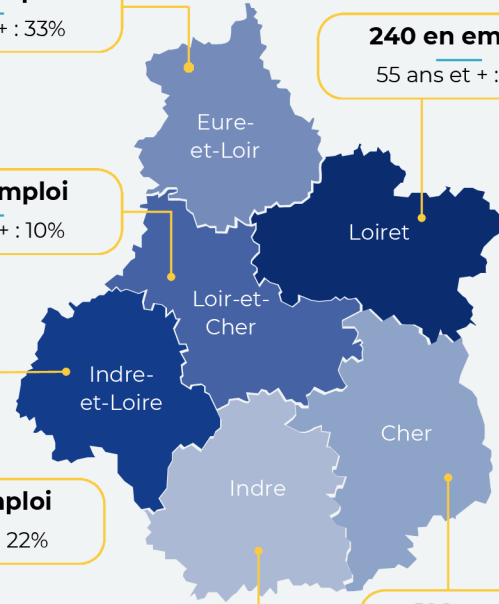 + : 33%
240 en em
55 ans et + :
Eure-
et-Loir
mploi
+ : 10%
Loiret
Loir-et-
Cher
Indre-
et-Loire
Cher
Indre
ploi
22%